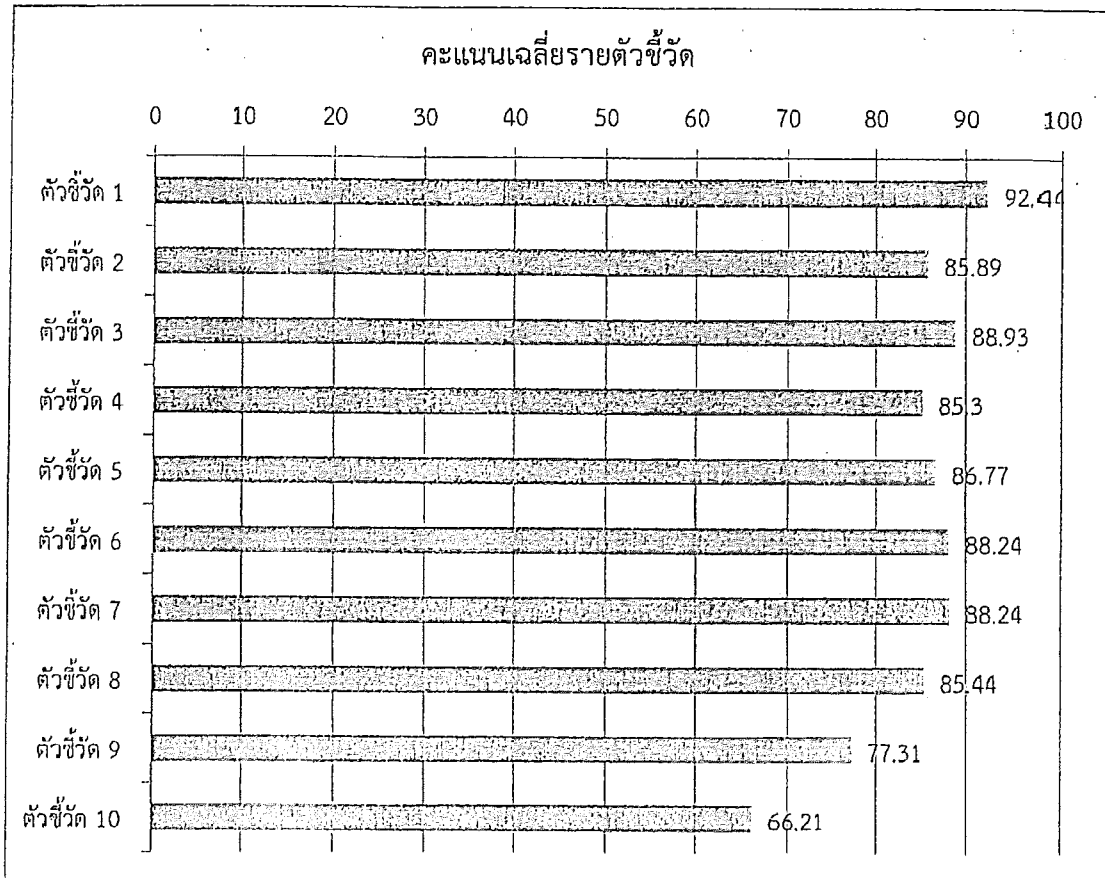 คะแนนเฉลี่ยรายตัวชี้วัด
0 10 20 30 40 50 60 70 80 90 100
ตัวชี้วัด 1 92.44
ตัวชี้วัด 2 85.89
ตัวชี้วัด 3 88.93
ตัวชี้วัด 4 85.3
ตัวชี้วัด 5 86.77
ตัวชี้วัด 6 88.24
ตัวชี้วัด 7 88.24
ตัวชี้วัด 8 85.44
ตัวชี้วัด 9 77.31
ตัวชี้วัด 10 66.21